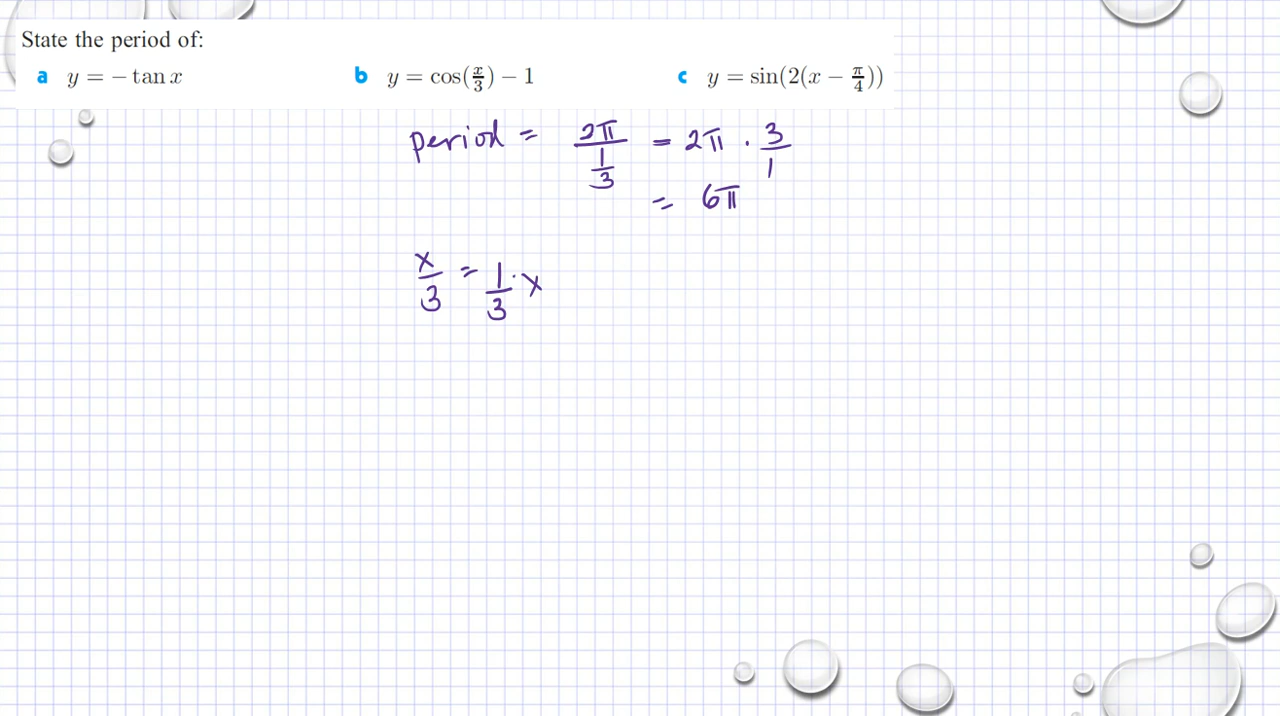 State the period of:
a y = − tan x b y = cos(x/3) − 1 c y = sin(2(x − π/4))
period = 2π/(1/3) = 2π · 3/1
= 6π
x/3 = 1/3 · x